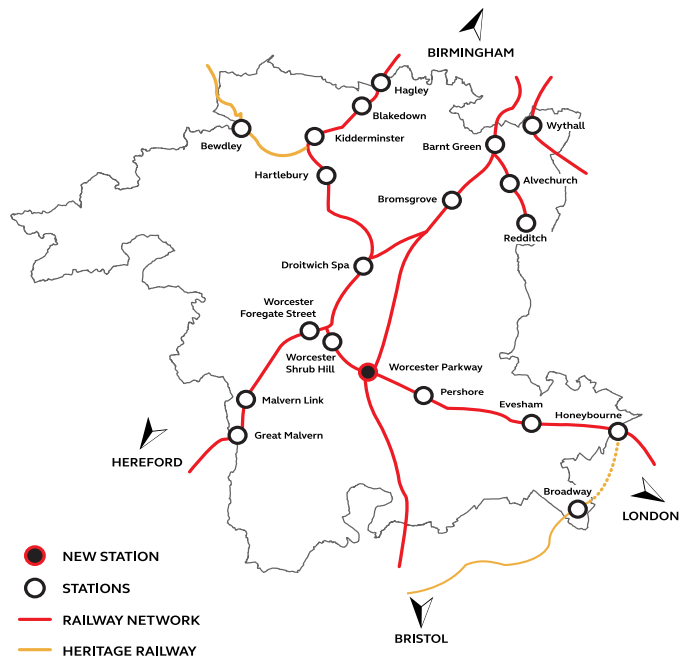 BIRMINGHAM
Hagley
Blakedown
Wythall
Bewdley
Kidderminster
Barnt Green
Hartlebury
Alvechurch
Bromsgrove
Redditch
Droitwich Spa
Worcester
Foregate Street
Worcester
Shrub Hill
Worcester Parkway
Pershore
Malvern Link
Evesham
Honeybourne
Great Malvern
HEREFORD
Broadway
LONDON
NEW STATION
STATIONS
RAILWAY NETWORK
BRISTOL
HERITAGE RAILWAY